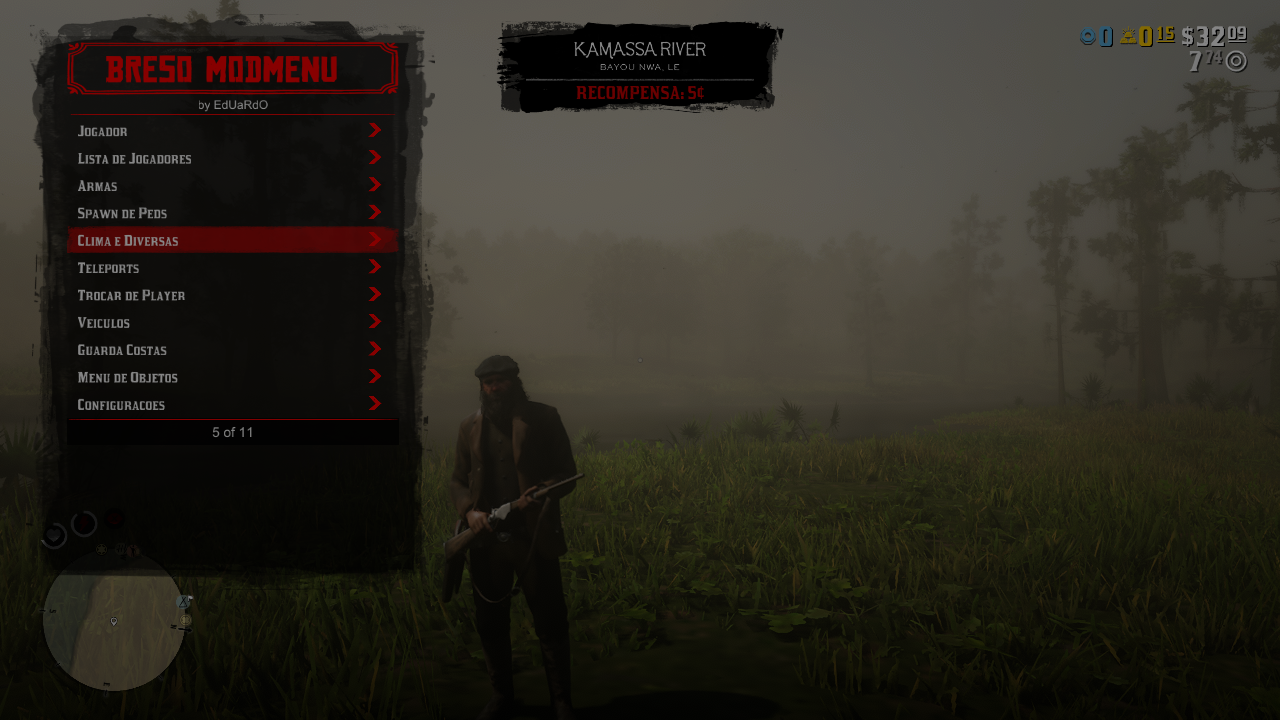 BRESO MODMENU
by EdUaRdO
JOGADOR
LISTA DE JOGADORES
ARMAS
SPAWN DE PEDS
CLIMA E DIVERSAS
TELEPORTS
TROCAR DE PLAYER
VEICULOS
GUARDA COSTAS
MENU DE OBJETOS
CONFIGURACOES
5 of 11
KAMASSA RIVER
BAYOU NWA, LE
RECOMPENSA: 5¢
0 0 15 $32 09
7 74